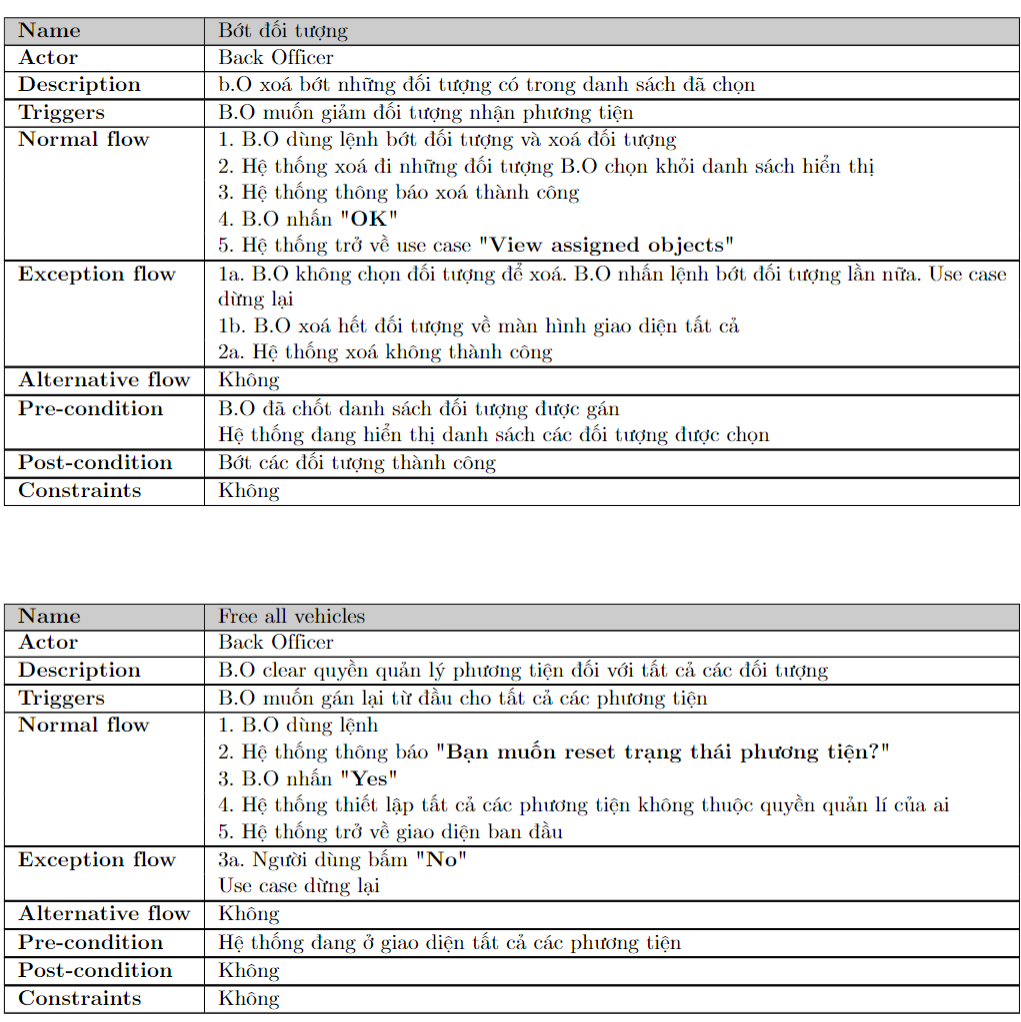 Name Bớt đối tượng
Actor Back Officer
Description b.O xoá bớt những đối tượng có trong danh sách đã chọn
Triggers B.O muốn giảm đối tượng nhận phương tiện
Normal flow 1. B.O dùng lệnh bớt đối tượng và xoá đối tượng
2. Hệ thống xoá đi những đối tượng B.O chọn khỏi danh sách hiển thị
3. Hệ thống thông báo xoá thành công
4. B.O nhấn "OK"
5. Hệ thống trở về use case "View assigned objects"
Exception flow 1a. B.O không chọn đối tượng để xoá. B.O nhấn lệnh bớt đối tượng lần nữa. Use case
dừng lại
1b. B.O xoá hết đối tượng về màn hình giao diện tất cả
2a. Hệ thống xoá không thành công
Alternative flow Không
Pre-condition B.O đã chốt danh sách đối tượng được gán
Hệ thống đang hiển thị danh sách các đối tượng được chọn
Post-condition Bớt các đối tượng thành công
Constraints Không
Name Free all vehicles
Actor Back Officer
Description B.O clear quyền quản lý phương tiện đối với tất cả các đối tượng
Triggers B.O muốn gán lại từ đầu cho tất cả các phương tiện
Normal flow 1. B.O dùng lệnh
2. Hệ thống thông báo "Bạn muốn reset trạng thái phương tiện?"
3. B.O nhấn "Yes"
4. Hệ thống thiết lập tất cả các phương tiện không thuộc quyền quản lí của ai
5. Hệ thống trở về giao diện ban đầu
Exception flow 3a. Người dùng bấm "No"
Use case dừng lại
Alternative flow Không
Pre-condition Hệ thống đang ở giao diện tất cả các phương tiện
Post-condition Không
Constraints Không